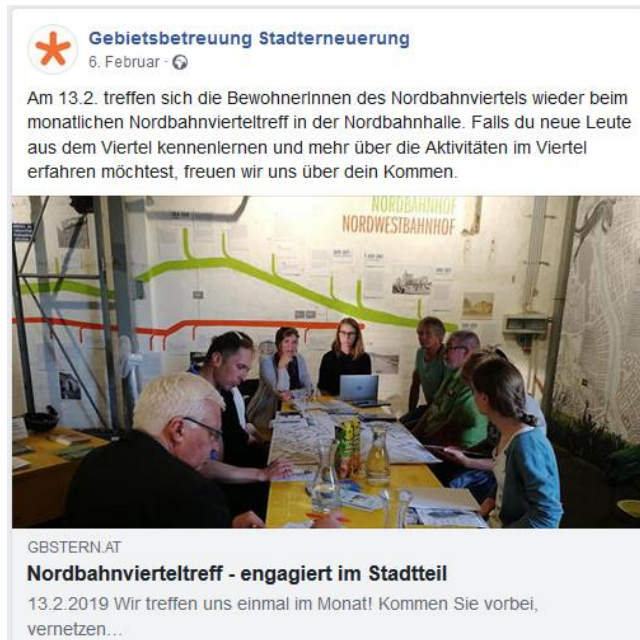 Gebietsbetreuung Stadterneuerung
6. Februar ·
Am 13.2. treffen sich die BewohnerInnen des Nordbahnviertels wieder beim
monatlichen Nordbahnvierteltreff in der Nordbahnhalle. Falls du neue Leute
aus dem Viertel kennenlernen und mehr über die Aktivitäten im Viertel
erfahren möchtest, freuen wir uns über dein Kommen.
NORDBAHNHOF
NORDWESTBAHNHOF
GBSTERN.AT
Nordbahnvierteltreff - engagiert im Stadtteil
13.2.2019 Wir treffen uns einmal im Monat! Kommen Sie vorbei,
vernetzen…